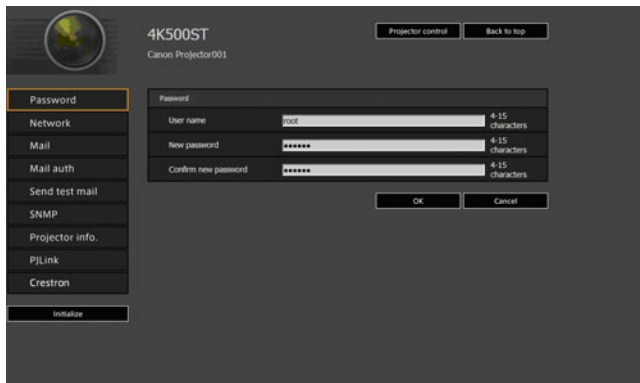 4K500ST
Projector control
Back to top
Canon Projector001
Password
Network
Mail
Mail auth
Send test mail
SNMP
Projector info.
PJLink
Crestron
Initialize
Password
User name
root
4-15
characters
New password
••••••
4-15
characters
Confirm new password
••••••
4-15
characters
OK
Cancel